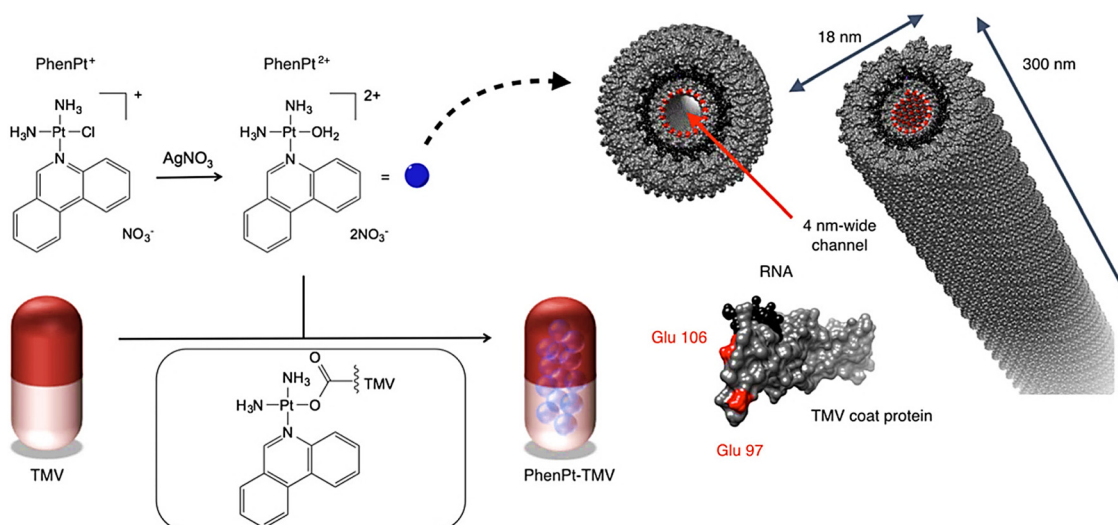 PhenPt⁺
NH₃
+
H₃N—Pt—Cl
N
NO₃⁻
AgNO₃
PhenPt²⁺
NH₃
2+
H₃N—Pt—OH₂
N
2NO₃⁻
=
18 nm
300 nm
4 nm-wide
channel
RNA
Glu 106
Glu 97
TMV coat protein
TMV
O
NH₃
TMV
H₃N—Pt—O
N
PhenPt-TMV